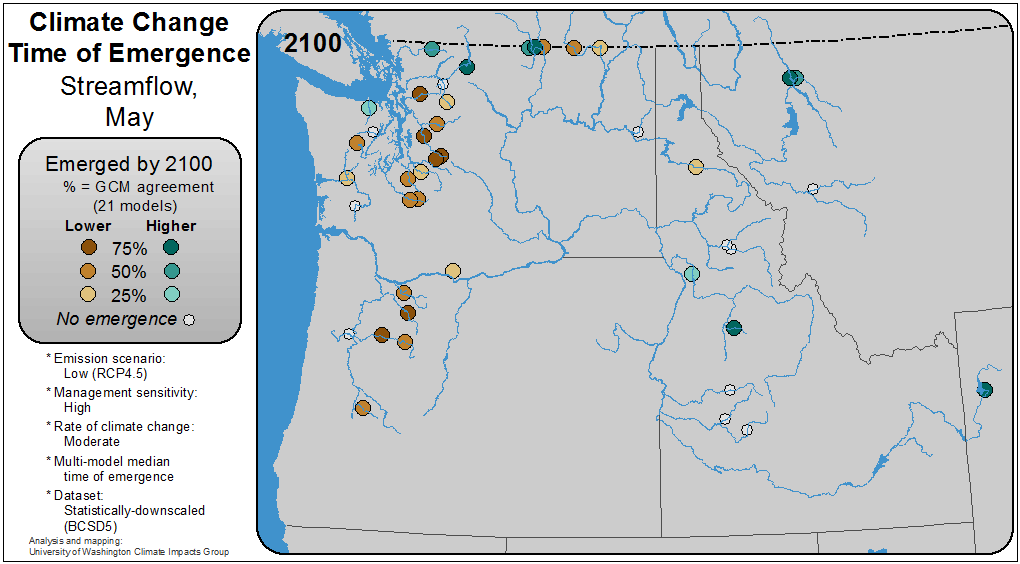 Climate Change
Time of Emergence
Streamflow,
May
2100
Emerged by 2100
% = GCM agreement
(21 models)
Lower Higher
75%
50%
25%
No emergence
* Emission scenario:
Low (RCP4.5)
* Management sensitivity:
High
* Rate of climate change:
Moderate
* Multi-model median
time of emergence
* Dataset:
Statistically-downscaled
(BCSD5)
Analysis and mapping:
University of Washington Climate Impacts Group